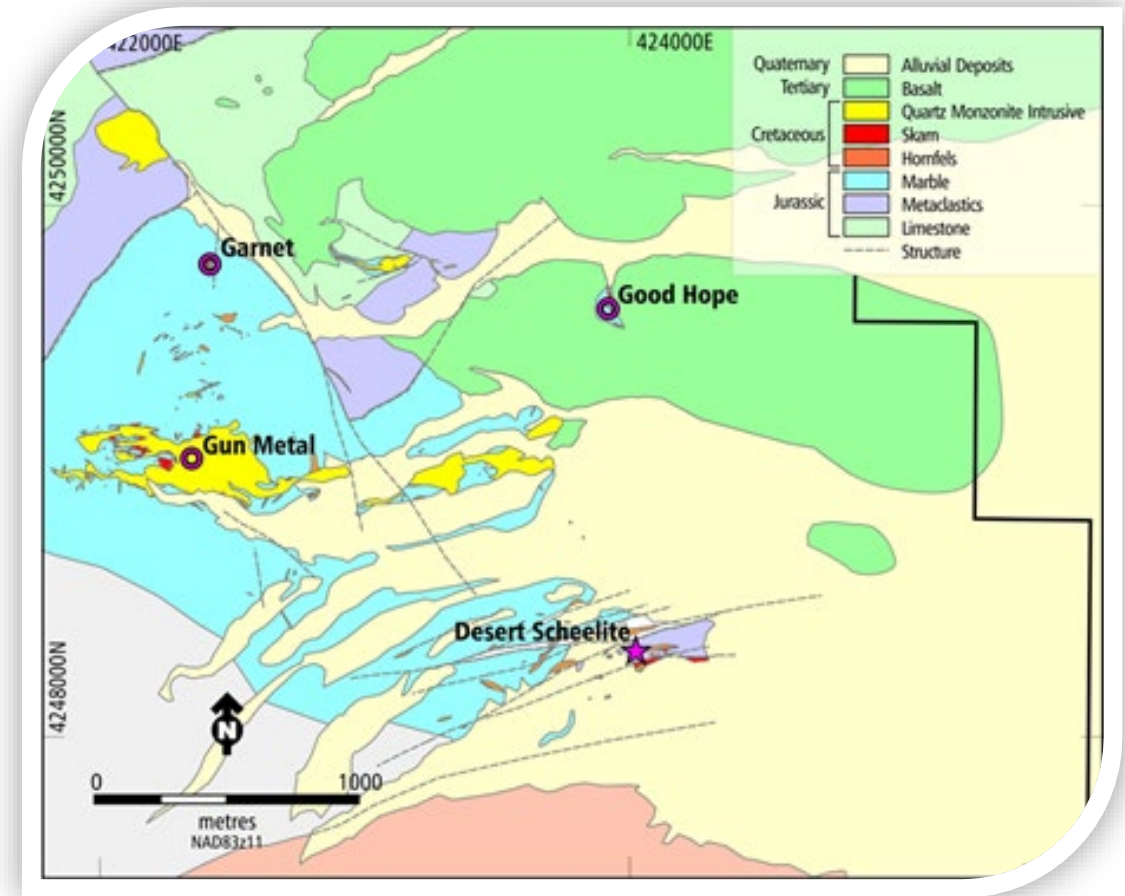 422000E
424000E
4250000N
4248000N
Quaternary
Alluvial Deposits
Tertiary
Basalt
Quartz Monzonite Intrusive
Cretaceous
Skarn
Hornfels
Marble
Jurassic
Metaclastics
Limestone
Structure
Garnet
Good Hope
Gun Metal
Desert Scheelite
N
0
1000
metres
NAD83z11